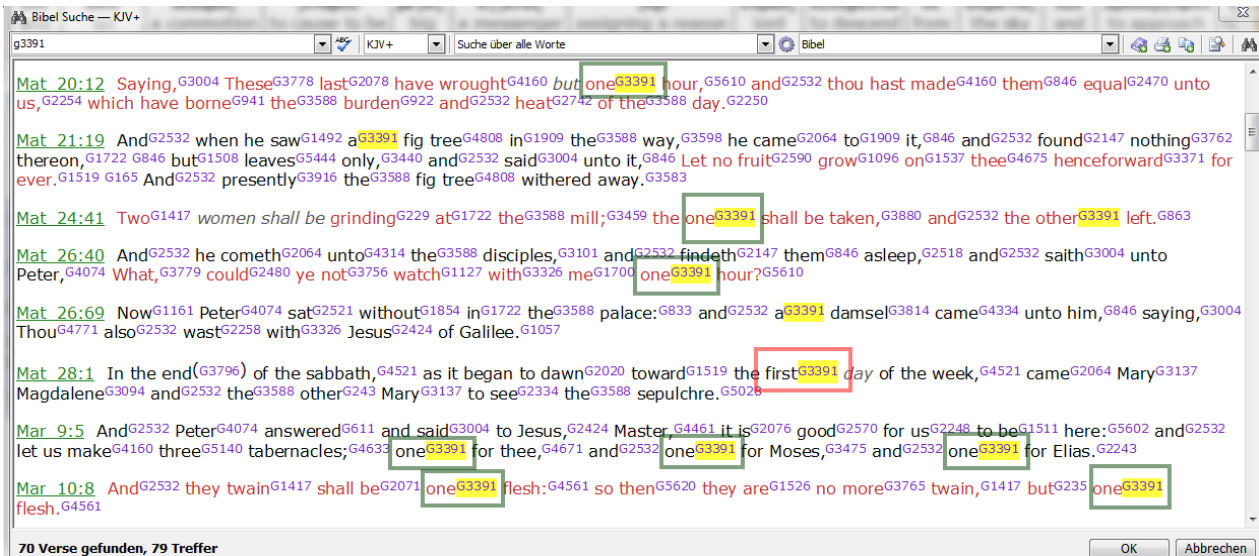 Bibel Suche — KJV+
g3391 ABC KJV+ Suche über alle Worte Bibel
Mat 20:12 Saying,G3004 TheseG3778 lastG2078 have wroughtG4160 but oneG3391 hour,G5610 andG2532 thou hast madeG4160 themG846 equalG2470 unto
us,G2254 which have borneG941 theG3588 burdenG922 andG2532 heatG2742 of theG3588 day.G2250
Mat 21:19 AndG2532 when he sawG1492 aG3391 fig treeG4808 inG1909 theG3588 way,G3598 he cameG2064 toG1909 it,G846 andG2532 foundG2147 nothingG3762
thereon,G1722 G846 butG1508 leavesG5444 only,G3440 andG2532 saidG3004 unto it,G846 Let no fruitG2590 growG1096 onG1537 theeG4675 henceforwardG3371 for
ever.G1519 G165 AndG2532 presentlyG3916 theG3588 fig treeG4808 withered away.G3583
Mat 24:41 TwoG1417 women shall be grindingG229 atG1722 theG3588 mill;G3459 the oneG3391 shall be taken,G3880 andG2532 the otherG3391 left.G863
Mat 26:40 AndG2532 he comethG2064 untoG4314 theG3588 disciples,G3101 andG2532 findethG2147 themG846 asleep,G2518 andG2532 saithG3004 unto
Peter,G4074 What,G3779 couldG2480 ye notG3756 watchG1127 withG3326 meG1700 oneG3391 hour?G5610
Mat 26:69 NowG1161 PeterG4074 satG2521 withoutG1854 inG1722 theG3588 palace:G833 andG2532 aG3391 damselG3814 cameG4334 unto him,G846 saying,G3004
ThouG4771 alsoG2532 wastG2258 withG3326 JesusG2424 of Galilee.G1057
Mat 28:1 In the end(G3796) of the sabbath,G4521 as it began to dawnG2020 towardG1519 the firstG3391 day of the week,G4521 cameG2064 MaryG3137
MagdaleneG3094 andG2532 theG3588 otherG243 MaryG3137 to seeG2334 theG3588 sepulchre.G5028
Mar 9:5 AndG2532 PeterG4074 answeredG611 and saidG3004 to Jesus,G2424 Master,G4461 it isG2076 goodG2570 for usG2248 to beG1511 here:G5602 andG2532
let us makeG4160 threeG5140 tabernacles;G4633 oneG3391 for thee,G4671 andG2532 oneG3391 for Moses,G3475 andG2532 oneG3391 for Elias.G2243
Mar 10:8 AndG2532 they twainG1417 shall beG2071 oneG3391 flesh:G4561 so thenG5620 they areG1526 no moreG3765 twain,G1417 butG235 oneG3391
flesh.G4561
70 Verse gefunden, 79 Treffer OK Abbrechen